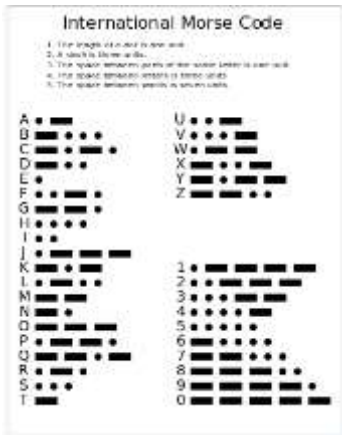 International Morse Code
1. The length of a dot is one unit.
2. A dash is three units.
3. The space between parts of the same letter is one unit.
4. The space between letters is three units.
5. The space between words is seven units.
A
B
C
D
E
F
G
H
I
J
K
L
M
N
O
P
Q
R
S
T
U
V
W
X
Y
Z
1
2
3
4
5
6
7
8
9
0